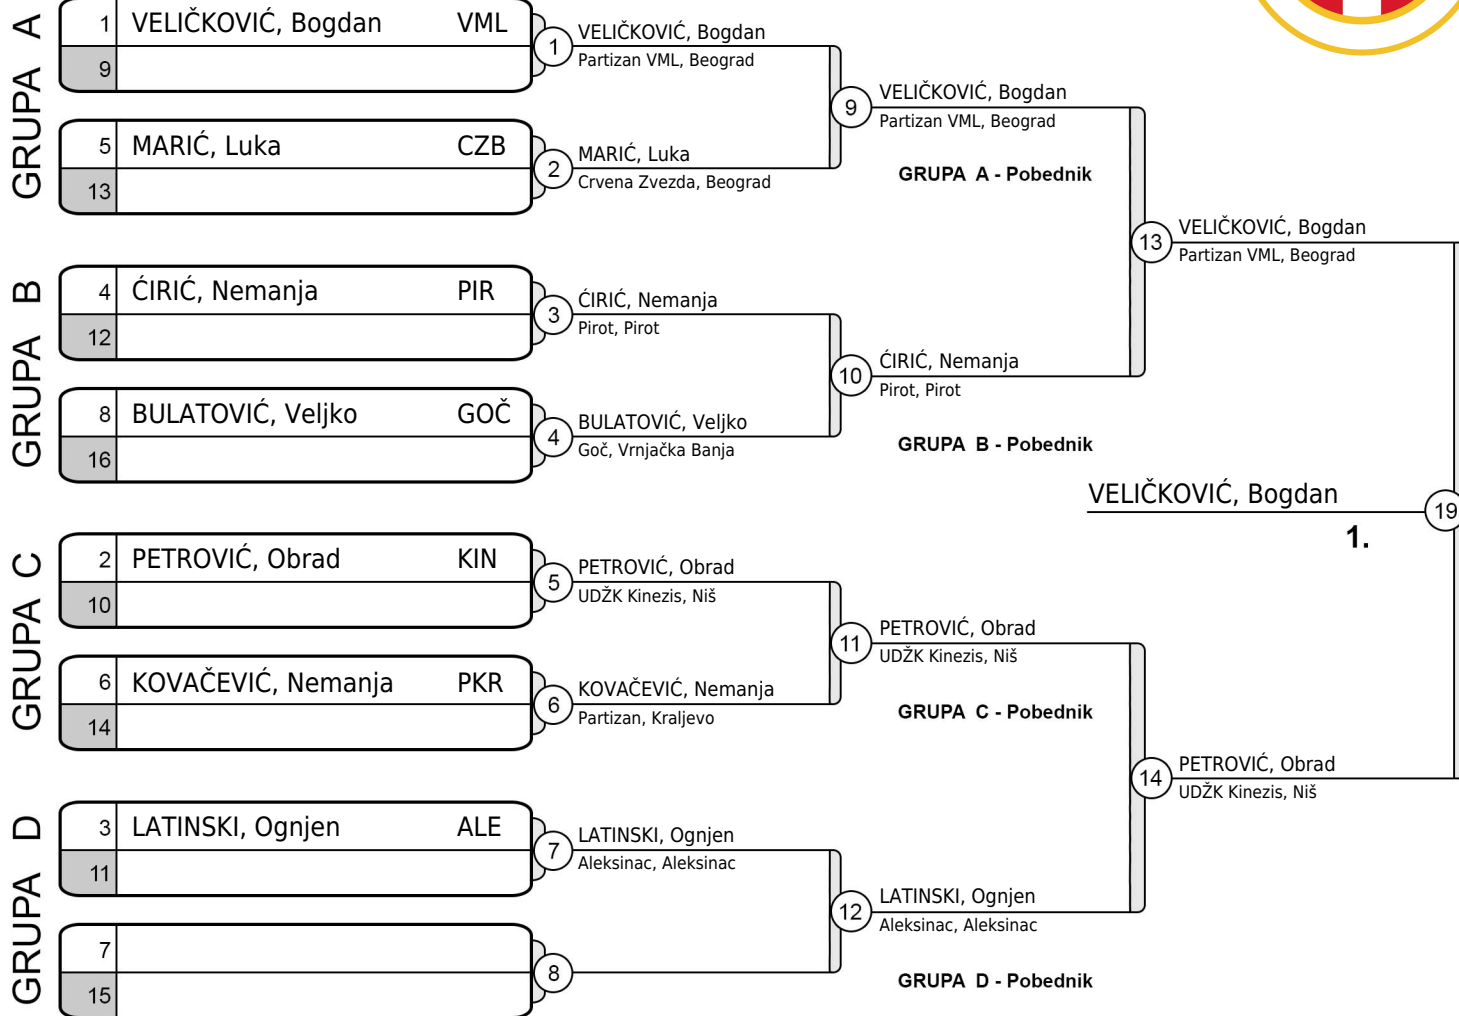 GRUPA A
1 VELIČKOVIĆ, Bogdan VML
9
5 MARIĆ, Luka CZB
13
GRUPA B
4 ĆIRIĆ, Nemanja PIR
12
8 BULATOVIĆ, Veljko GOČ
16
GRUPA C
2 PETROVIĆ, Obrad KIN
10
6 KOVAČEVIĆ, Nemanja PKR
14
GRUPA D
3 LATINSKI, Ognjen ALE
11
7
15
1 VELIČKOVIĆ, Bogdan
Partizan VML, Beograd
2 MARIĆ, Luka
Crvena Zvezda, Beograd
3 ĆIRIĆ, Nemanja
Pirot, Pirot
4 BULATOVIĆ, Veljko
Goč, Vrnjačka Banja
5 PETROVIĆ, Obrad
UDŽK Kinezis, Niš
6 KOVAČEVIĆ, Nemanja
Partizan, Kraljevo
7 LATINSKI, Ognjen
Aleksinac, Aleksinac
8
9 VELIČKOVIĆ, Bogdan
Partizan VML, Beograd
GRUPA A - Pobednik
10 ĆIRIĆ, Nemanja
Pirot, Pirot
GRUPA B - Pobednik
11 PETROVIĆ, Obrad
UDŽK Kinezis, Niš
GRUPA C - Pobednik
12 LATINSKI, Ognjen
Aleksinac, Aleksinac
GRUPA D - Pobednik
13 VELIČKOVIĆ, Bogdan
Partizan VML, Beograd
14 PETROVIĆ, Obrad
UDŽK Kinezis, Niš
VELIČKOVIĆ, Bogdan 19
1.